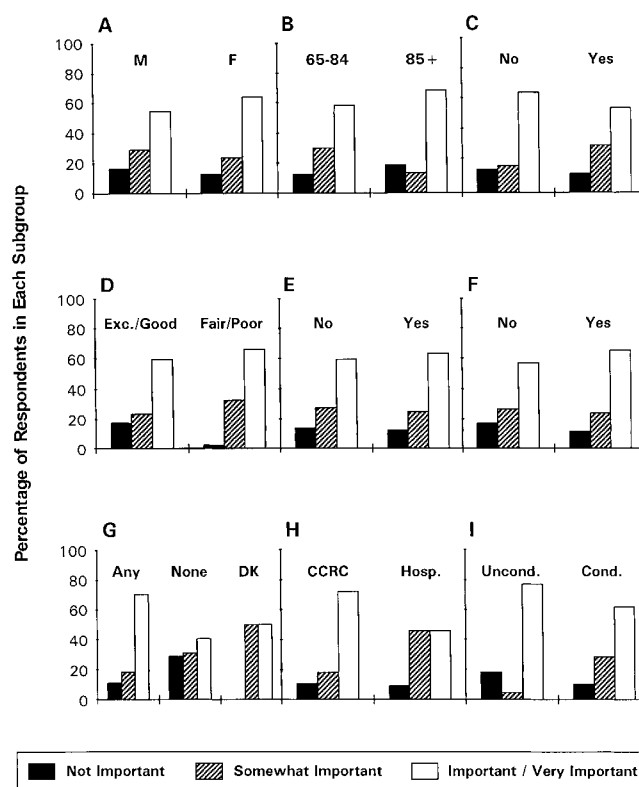 A B C
100 M F 65-84 85+ No Yes
80
60
40
20
0
Percentage of Respondents in Each Subgroup
D E F
100 Exc./Good Fair/Poor No Yes No Yes
80
60
40
20
0
G H I
100 Any None DK CCRC Hosp. Uncond. Cond.
80
60
40
20
0
Not Important Somewhat Important Important / Very Important